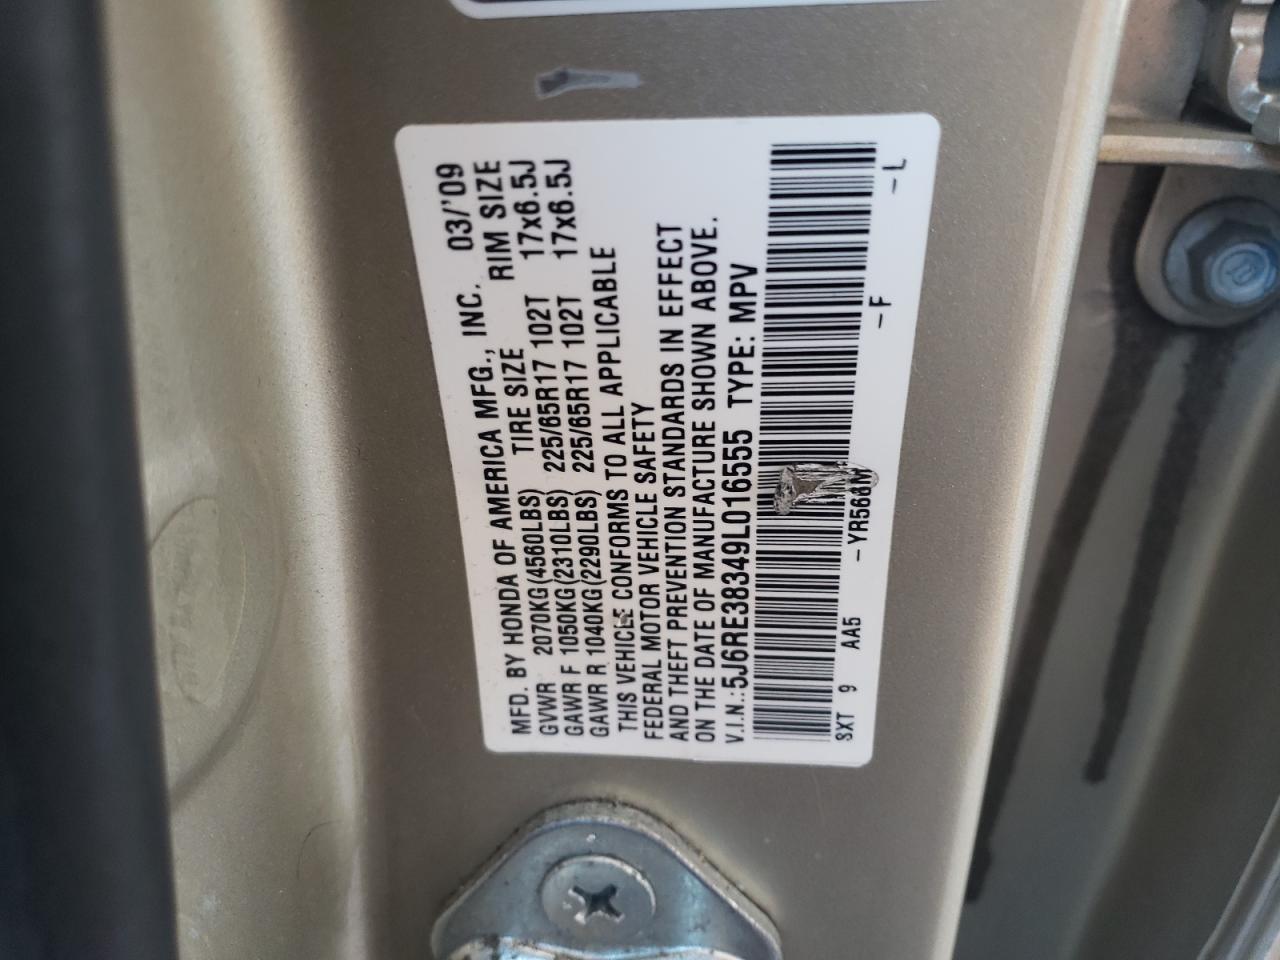 MFD. BY HONDA OF AMERICA MFG., INC. 03/'09
GVWR 2070KG(4560LBS) TIRE SIZE RIM SIZE
GAWR F 1050KG(2310LBS) 225/65R17 102T 17x6.5J
GAWR R 1040KG(2290LBS) 225/65R17 102T 17x6.5J
THIS VEHICLE CONFORMS TO ALL APPLICABLE
FEDERAL MOTOR VEHICLE SAFETY
AND THEFT PREVENTION STANDARDS IN EFFECT
ON THE DATE OF MANUFACTURE SHOWN ABOVE.
V.I.N.:5J6RE38349L016555 TYPE: MPV
SXT 9 AA5 -YR568M -F -L